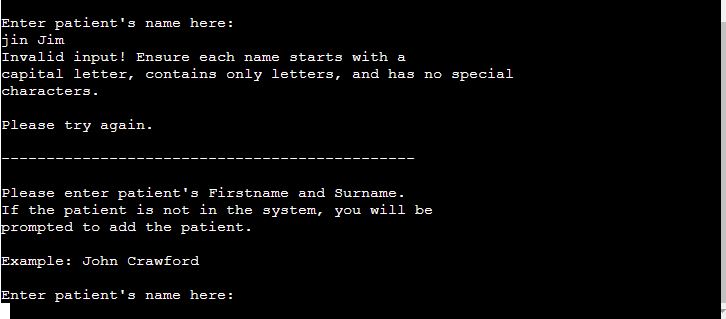 Enter patient's name here:
jin Jim
Invalid input! Ensure each name starts with a
capital letter, contains only letters, and has no special
characters.
Please try again.
----------------------------------------------
Please enter patient's Firstname and Surname.
If the patient is not in the system, you will be
prompted to add the patient.
Example: John Crawford
Enter patient's name here: